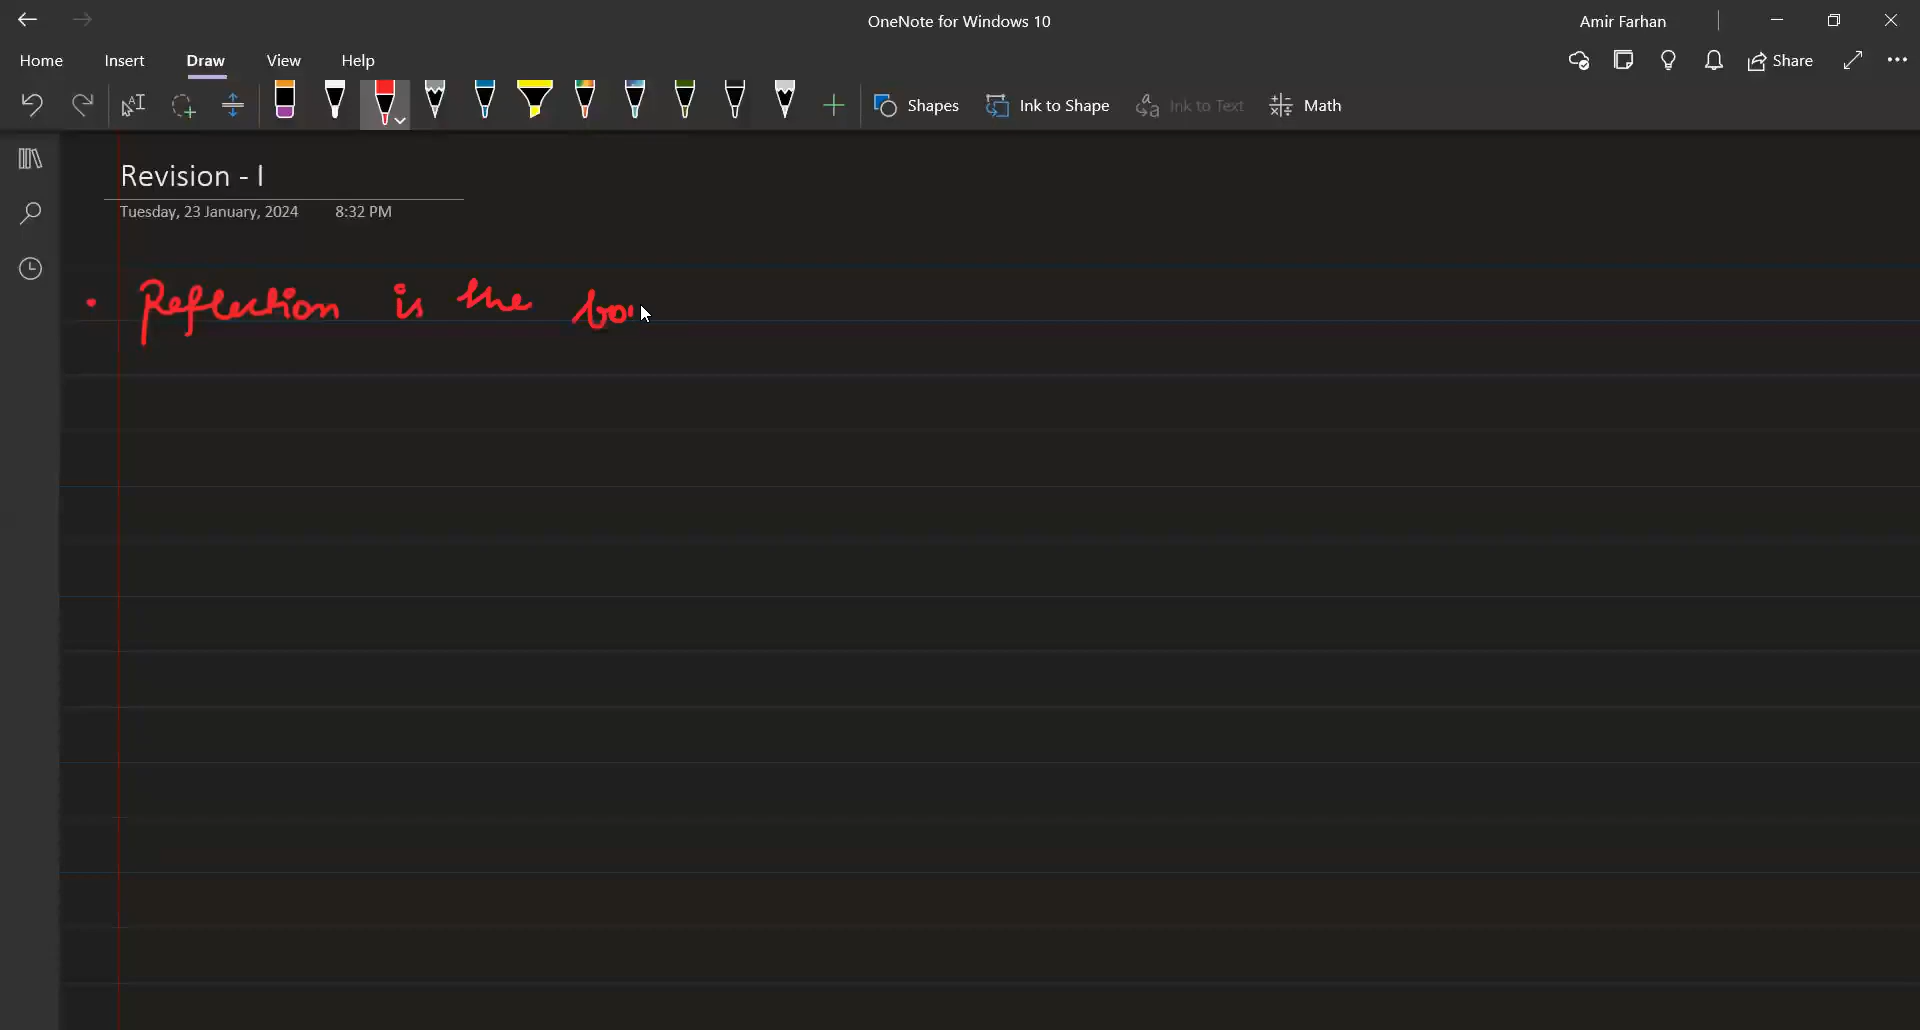 OneNote for Windows 10
Amir Farhan
Home Insert Draw View Help
Share
Shapes Ink to Shape Ink to Text Math
Revision - I
Tuesday, 23 January, 2024 8:32 PM
. Reflection is the